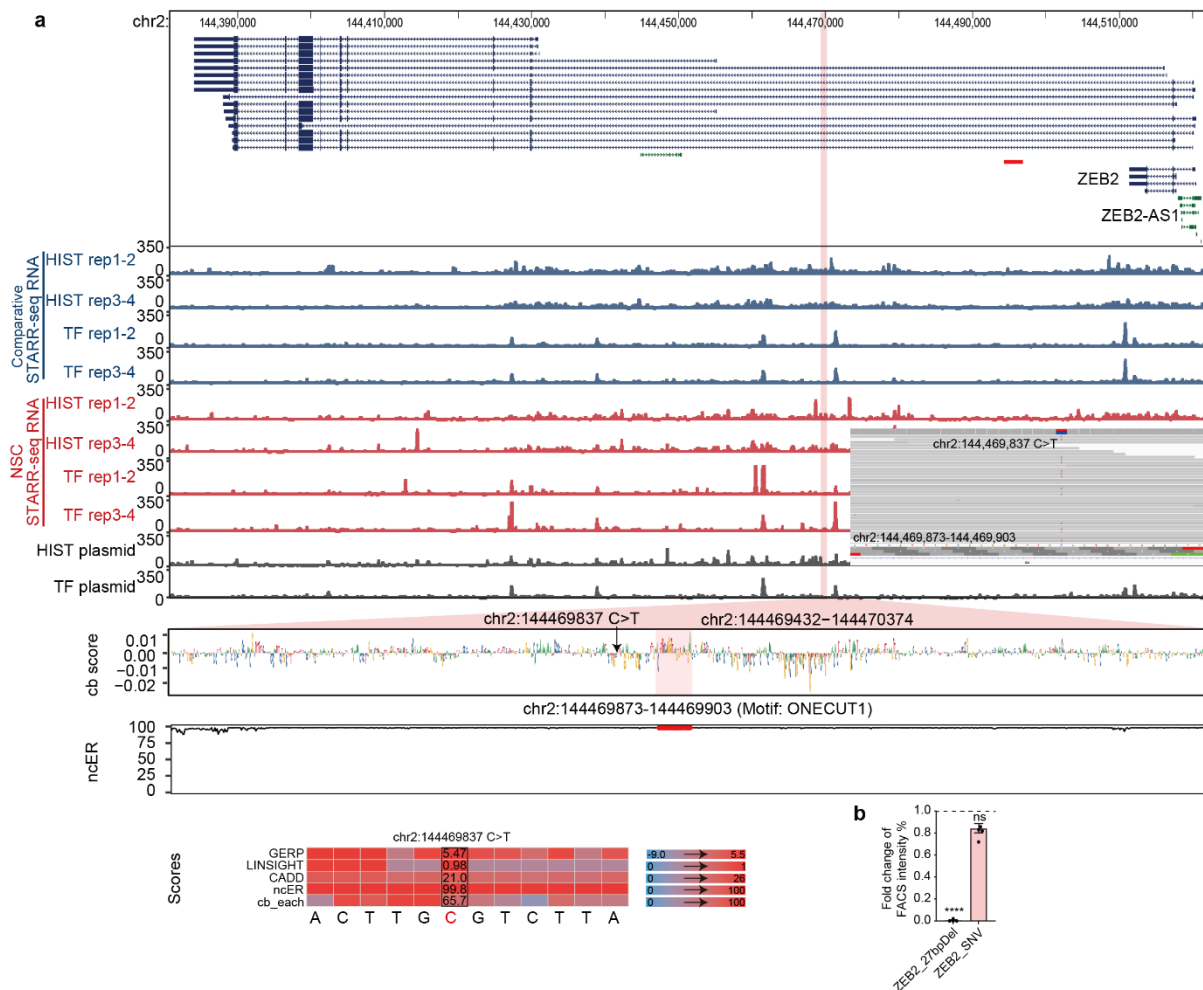 a
chr2: 144,390,000 144,410,000 144,430,000 144,450,000 144,470,000 144,490,000 144,510,000
ZEB2
ZEB2-AS1
Comparative
STARR-seq RNA
HIST rep1-2 350 0
HIST rep3-4 350 0
TF rep1-2 350 0
TF rep3-4 350 0
NSC
STARR-seq RNA
HIST rep1-2 350 0
HIST rep3-4 350 0
TF rep1-2 350 0
TF rep3-4 350 0
HIST plasmid 350 0
TF plasmid 350 0
chr2:144,469,837 C>T
chr2:144,469,873-144,469,903
chr2:144469837 C>T chr2:144469432−144470374
cb score
0.01
0.00
−0.01
−0.02
chr2:144469873-144469903 (Motif: ONECUT1)
ncER
100
75
50
25
0
chr2:144469837 C>T
Scores
GERP 5.47 -9.0 5.5
LINSIGHT 0.98 0 1
CADD 21.0 0 26
ncER 99.8 0 100
cb_each 65.7 0 100
A C T T G C G T C T T A
b
Fold change of
FACS intensity %
1.0
0.8
0.6
0.4
0.2
0.0
ns
****
ZEB2_27bpDel
ZEB2_SNV